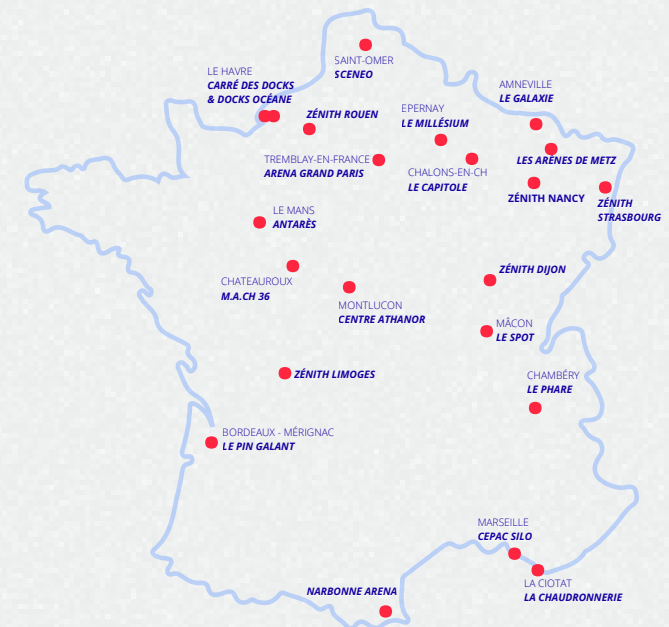 SAINT-OMER
SCENEO
LE HAVRE
CARRÉ DES DOCKS
& DOCKS OCÉANE
AMNEVILLE
LE GALAXIE
ZÉNITH ROUEN
EPERNAY
LE MILLÉSIUM
TREMBLAY-EN-FRANCE
ARENA GRAND PARIS
LES ARÈNES DE METZ
CHALONS-EN-CH
LE CAPITOLE
ZÉNITH NANCY
ZÉNITH
STRASBOURG
LE MANS
ANTARÈS
ZÉNITH DIJON
CHATEAUROUX
M.A.CH 36
MONTLUCON
CENTRE ATHANOR
MÂCON
LE SPOT
ZÉNITH LIMOGES
CHAMBÉRY
LE PHARE
BORDEAUX - MÉRIGNAC
LE PIN GALANT
MARSEILLE
CEPAC SILO
LA CIOTAT
LA CHAUDRONNERIE
NARBONNE ARENA